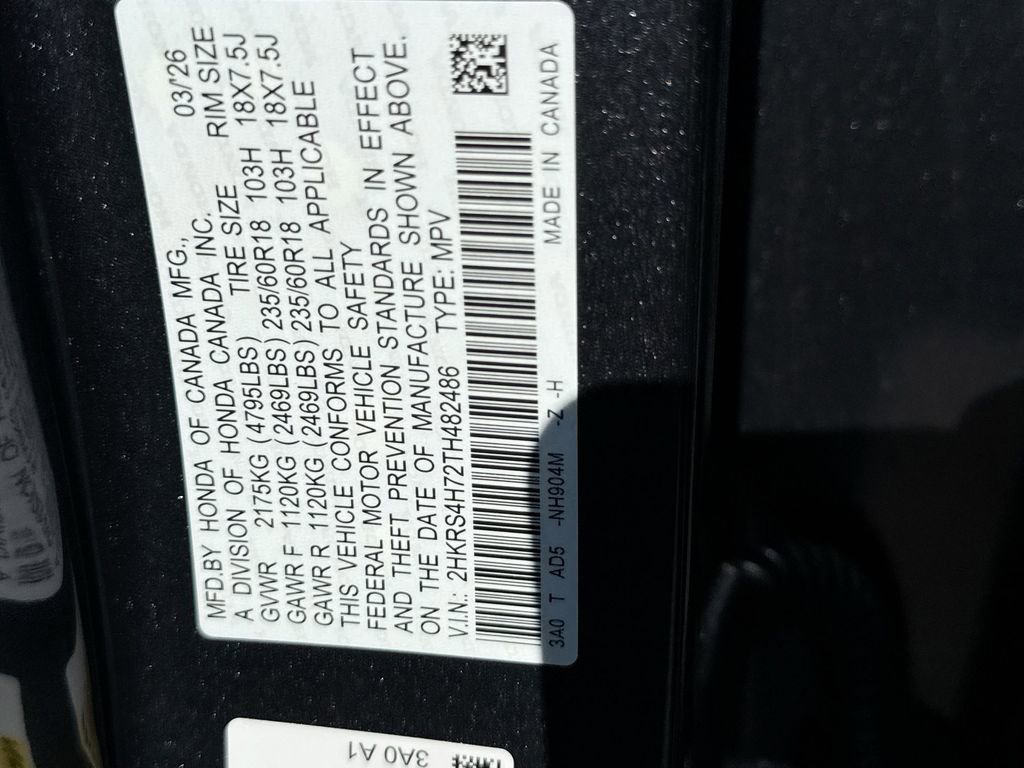 MFD.BY HONDA OF CANADA MFG., 03/'26
A DIVISION OF HONDA CANADA INC.
GVWR 2175KG (4795LBS) TIRE SIZE RIM SIZE
GAWR F 1120KG (2469LBS) 235/60R18 103H 18X7.5J
GAWR R 1120KG (2469LBS) 235/60R18 103H 18X7.5J
THIS VEHICLE CONFORMS TO ALL APPLICABLE
FEDERAL MOTOR VEHICLE SAFETY
AND THEFT PREVENTION STANDARDS IN EFFECT
ON THE DATE OF MANUFACTURE SHOWN ABOVE.
V.I.N.: 2HKRS4H72TH482486 TYPE: MPV
3A0 T AD5 -NH904M -Z -H MADE IN CANADA
3A0 A1